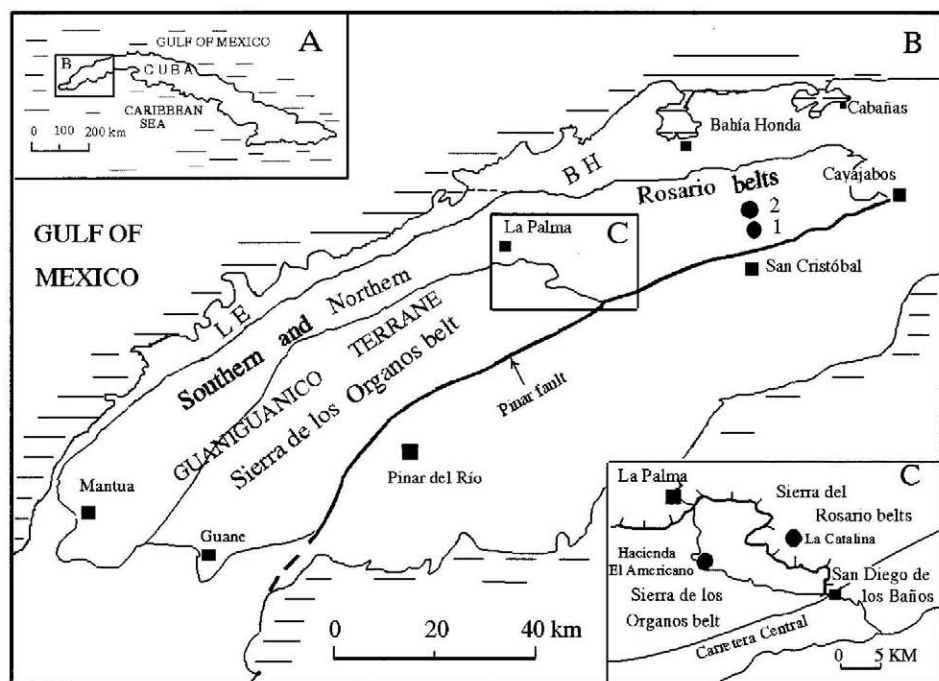 GULF OF MEXICO
A
B
CUBA
CARIBBEAN
SEA
0 100 200 km
B
Cabañas
Bahía Honda
BH
Rosario belts
Cayajabos
2
1
GULF OF
MEXICO
La Palma
C
San Cristóbal
LE
Southern and Northern
TERRANE
GUANIGUANICO
Sierra de los Organos belt
Pinar fault
Pinar del Río
Mantua
Guane
0 20 40 km
La Palma
C
Sierra del
Rosario belts
La Catalina
Hacienda
El Americano
San Diego de
los Baños
Sierra de los
Organos belt
Carretera Central
0 5 KM